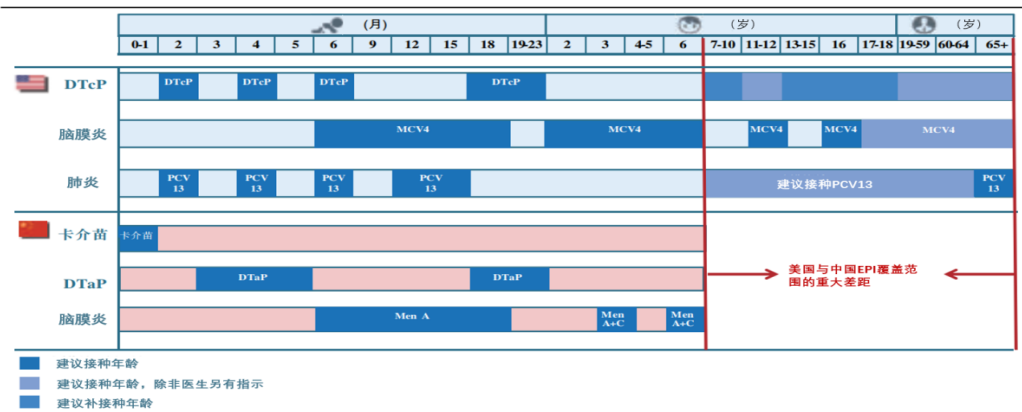 (月) (岁) (岁)
0-1 2 3 4 5 6 9 12 15 18 19-23 2 3 4-5 6 7-10 11-12 13-15 16 17-18 19-59 60-64 65+
DTcP DTcP DTcP DTcP DTcP
脑膜炎 MCV4 MCV4 MCV4 MCV4 MCV4
肺炎 PCV 13 PCV 13 PCV 13 PCV 13 建议接种PCV13 PCV 13
卡介苗 卡介苗
DTaP DTaP DTaP
脑膜炎 Men A Men A+C Men A+C
美国与中国EPI覆盖范
围的重大差距
建议接种年龄
建议接种年龄，除非医生另有指示
建议补接种年龄